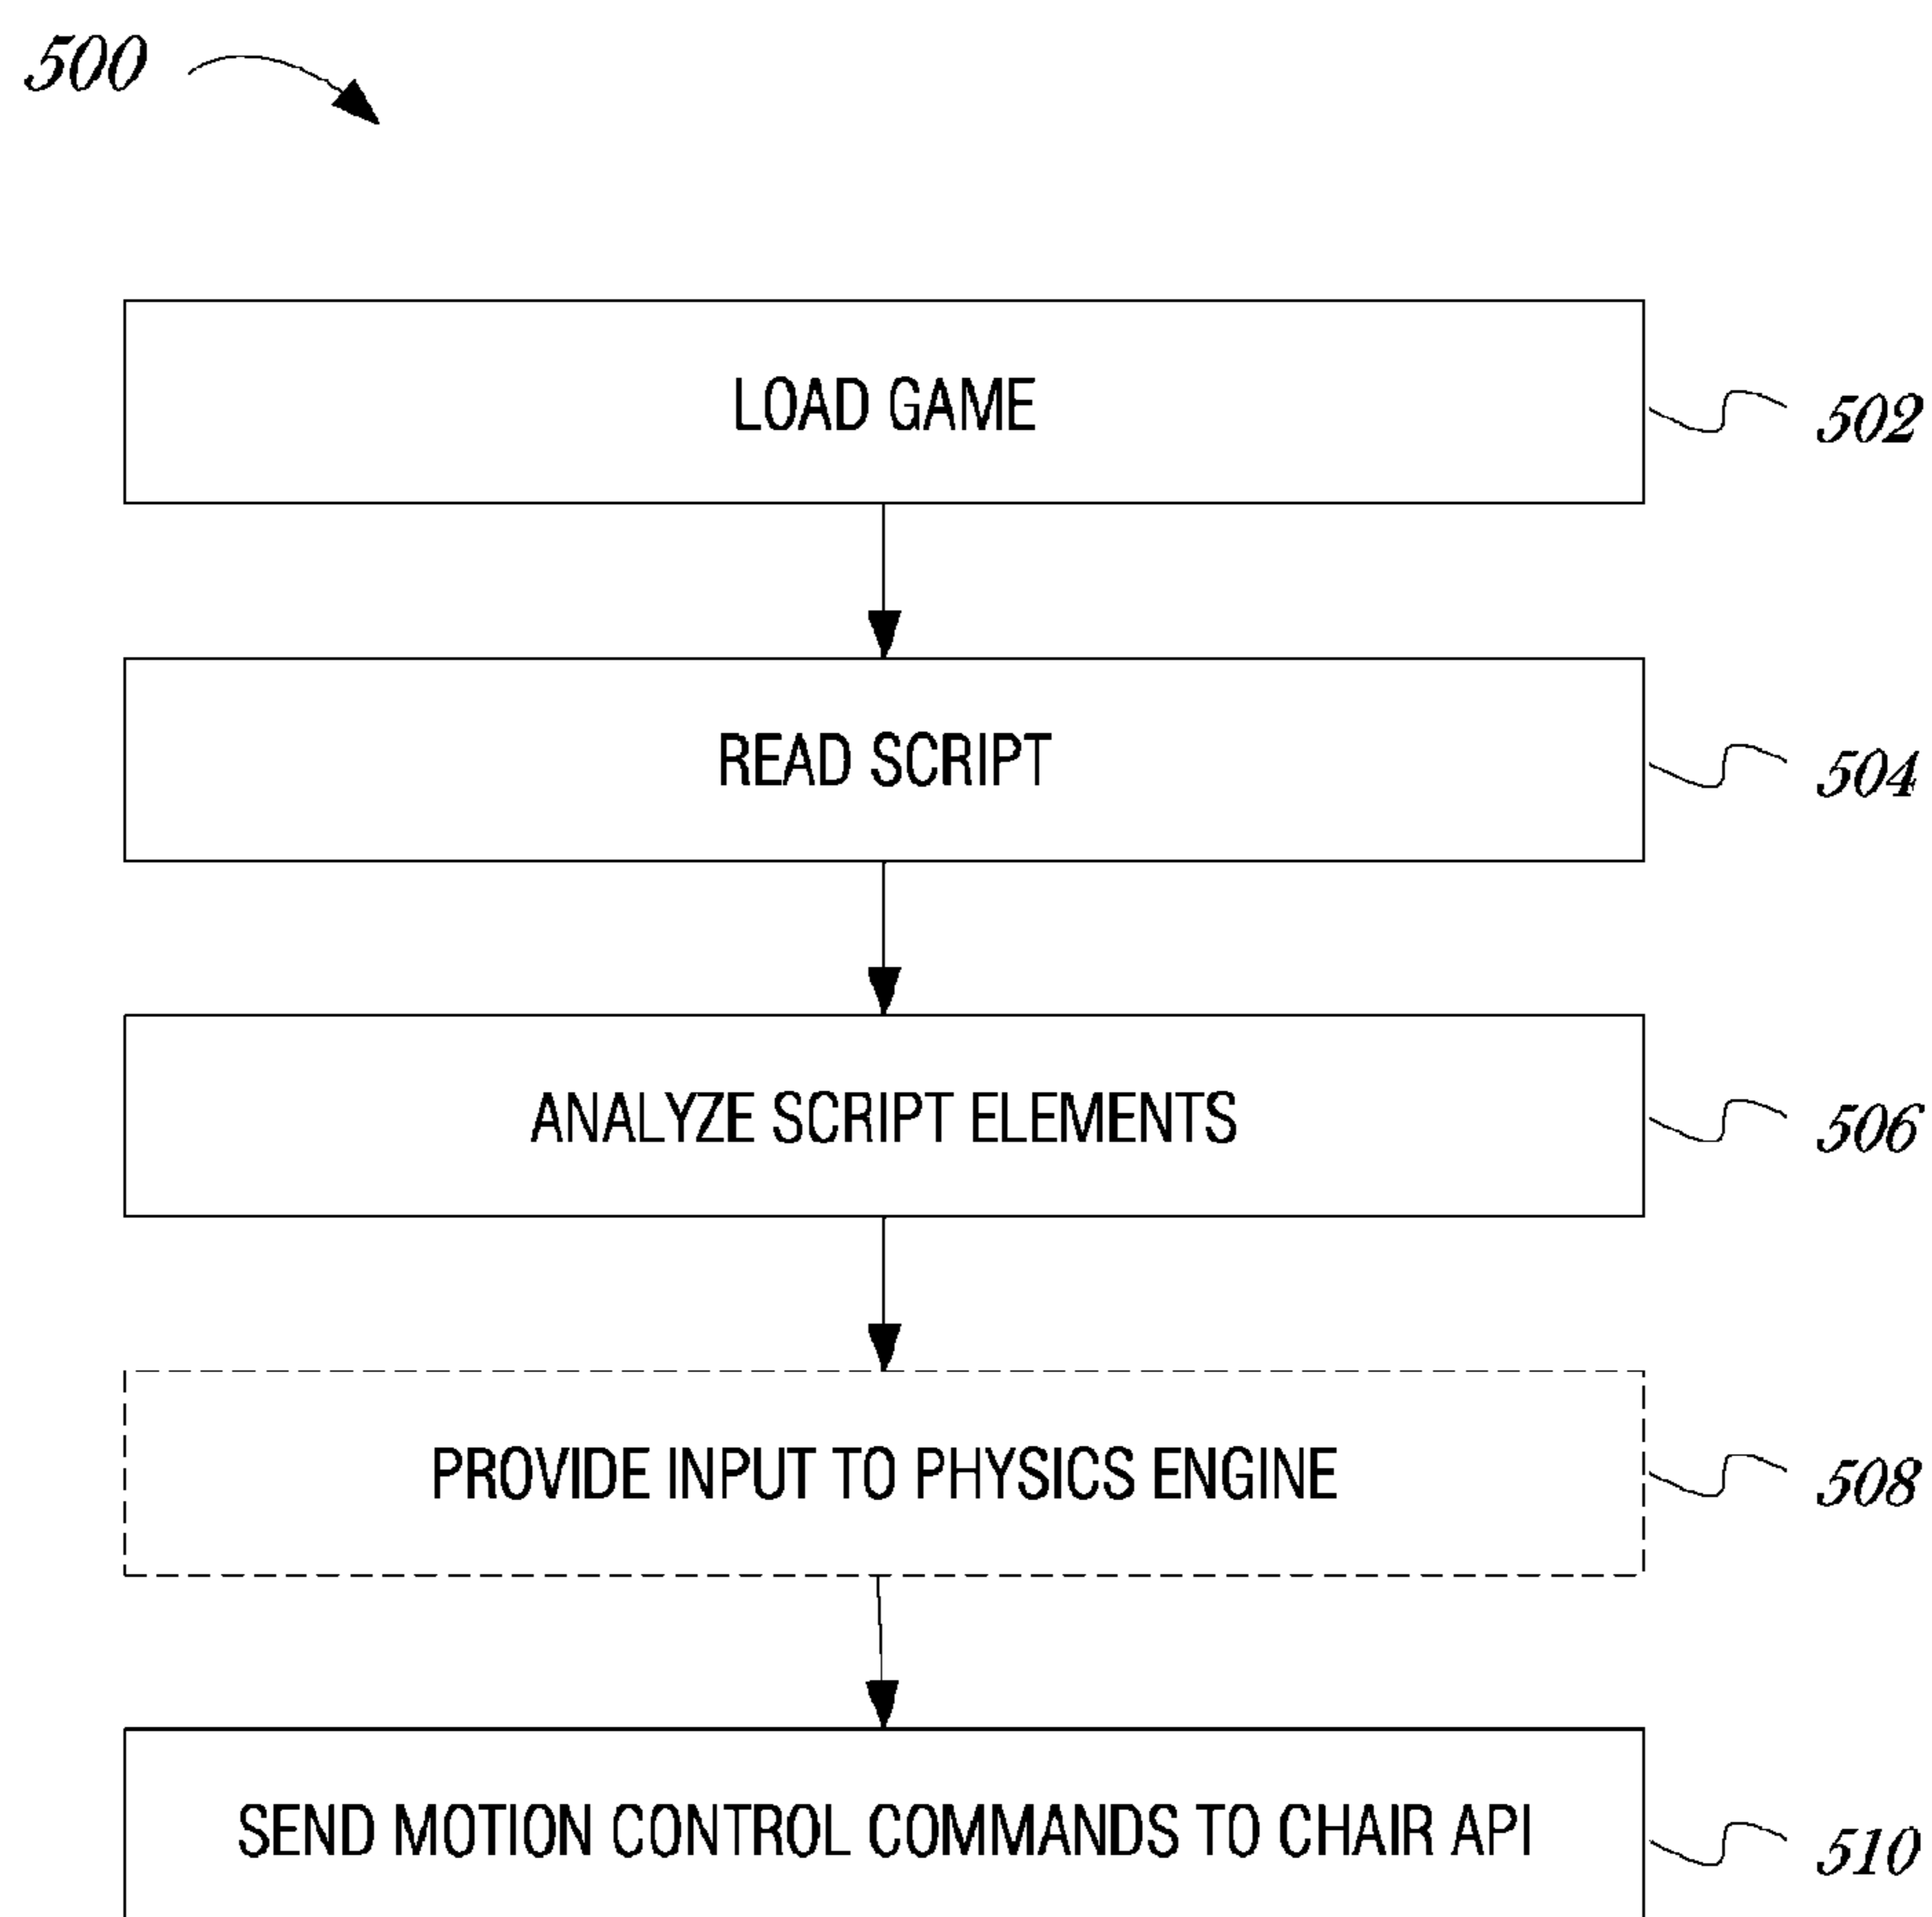 500
LOAD GAME
502
READ SCRIPT
504
ANALYZE SCRIPT ELEMENTS
506
PROVIDE INPUT TO PHYSICS ENGINE
508
SEND MOTION CONTROL COMMANDS TO CHAIR API
510